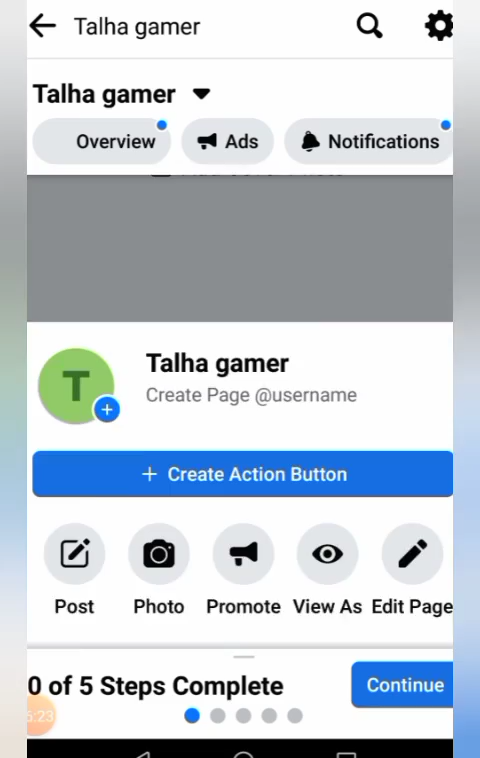 Talha gamer
Talha gamer
Overview
Ads
Notifications
T
Talha gamer
Create Page @username
+ Create Action Button
Post
Photo
Promote
View As
Edit Page
0 of 5 Steps Complete
Continue